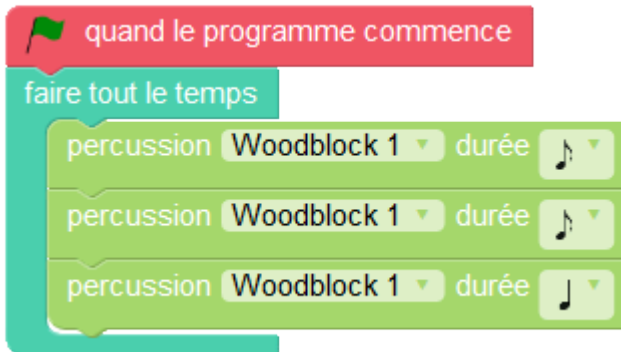 quand le programme commence
faire tout le temps
percussion Woodblock 1 durée
percussion Woodblock 1 durée
percussion Woodblock 1 durée